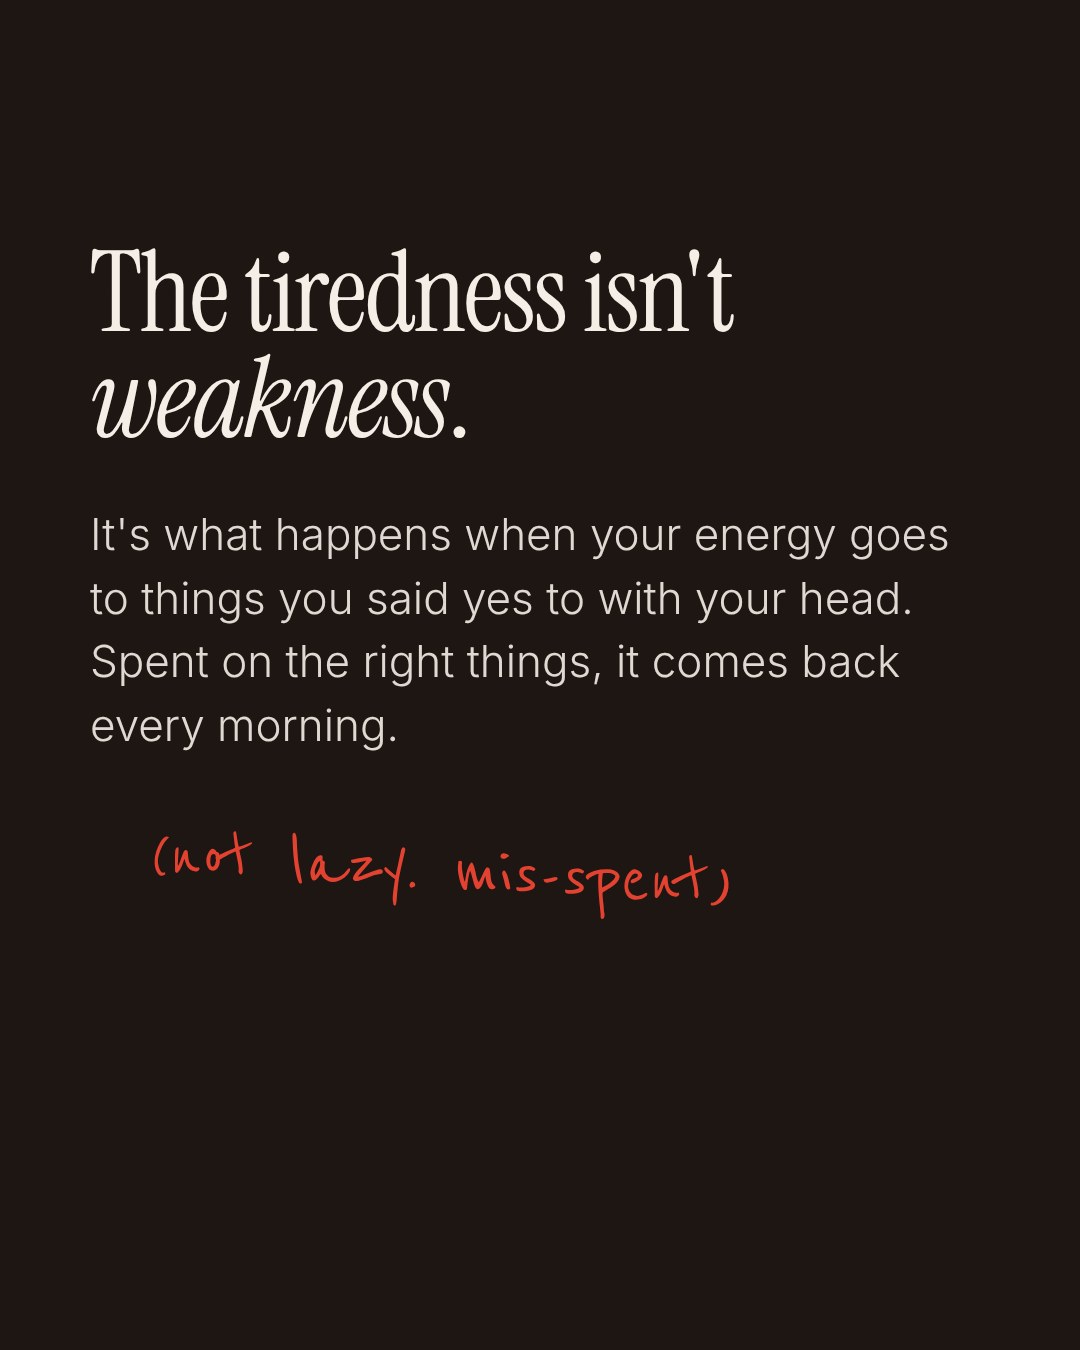 The tiredness isn't
weakness.
It's what happens when your energy goes
to things you said yes to with your head.
Spent on the right things, it comes back
every morning.
(not lazy. mis-spent)